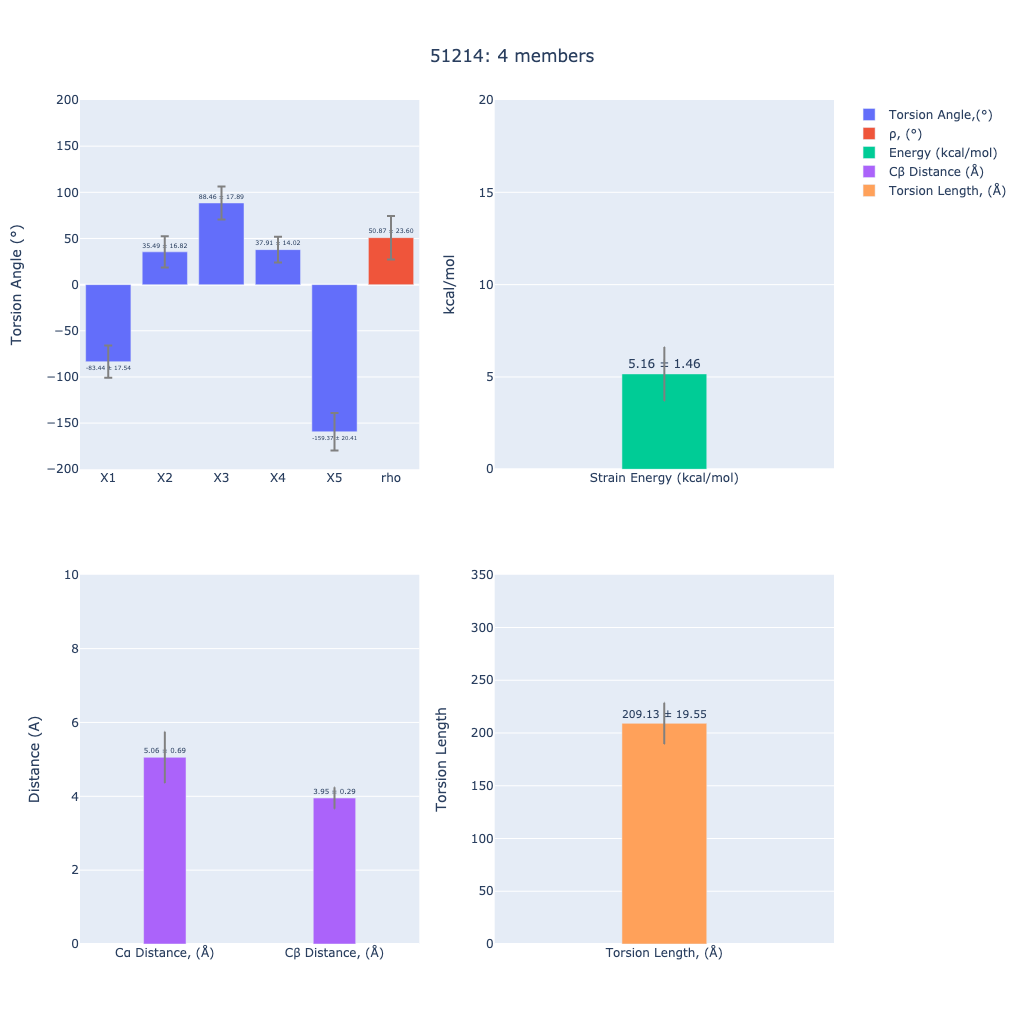 51214: 4 members
Torsion Angle (°)
200
150
100
50
0
−50
−100
−150
−200
-83.44 ± 17.54
35.49 ± 16.82
88.46 ± 17.89
37.91 ± 14.02
-159.37 ± 20.41
50.87 ± 23.60
X1 X2 X3 X4 X5 rho
kcal/mol
20
15
10
5
0
5.16 ± 1.46
Strain Energy (kcal/mol)
Torsion Angle,(°)
ρ, (°)
Energy (kcal/mol)
Cβ Distance (Å)
Torsion Length, (Å)
Distance (A)
10
8
6
4
2
0
5.06 ± 0.69
3.95 ± 0.29
Cα Distance, (Å) Cβ Distance, (Å)
Torsion Length
350
300
250
200
150
100
50
0
209.13 ± 19.55
Torsion Length, (Å)